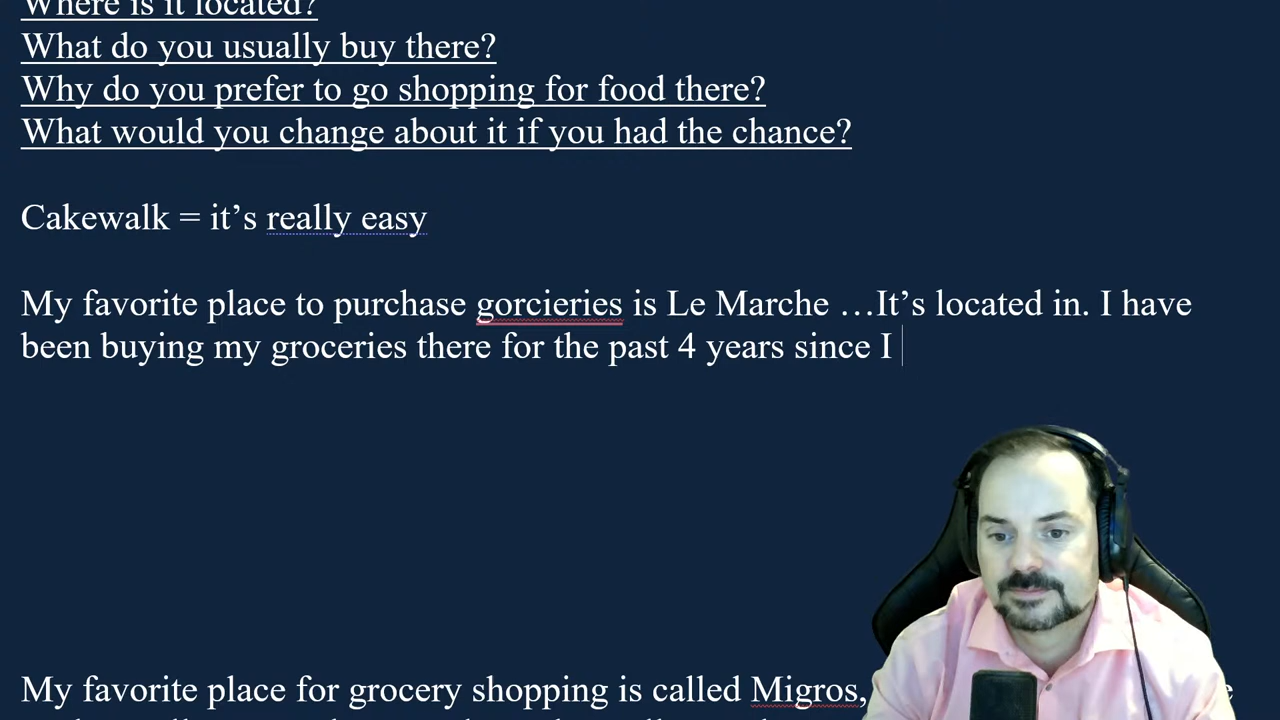 Where is it located?
What do you usually buy there?
Why do you prefer to go shopping for food there?
What would you change about it if you had the chance?
Cakewalk = it’s really easy
My favorite place to purchase gorcieries is Le Marche …It’s located in. I have
been buying my groceries there for the past 4 years since I
My favorite place for grocery shopping is called Migros,